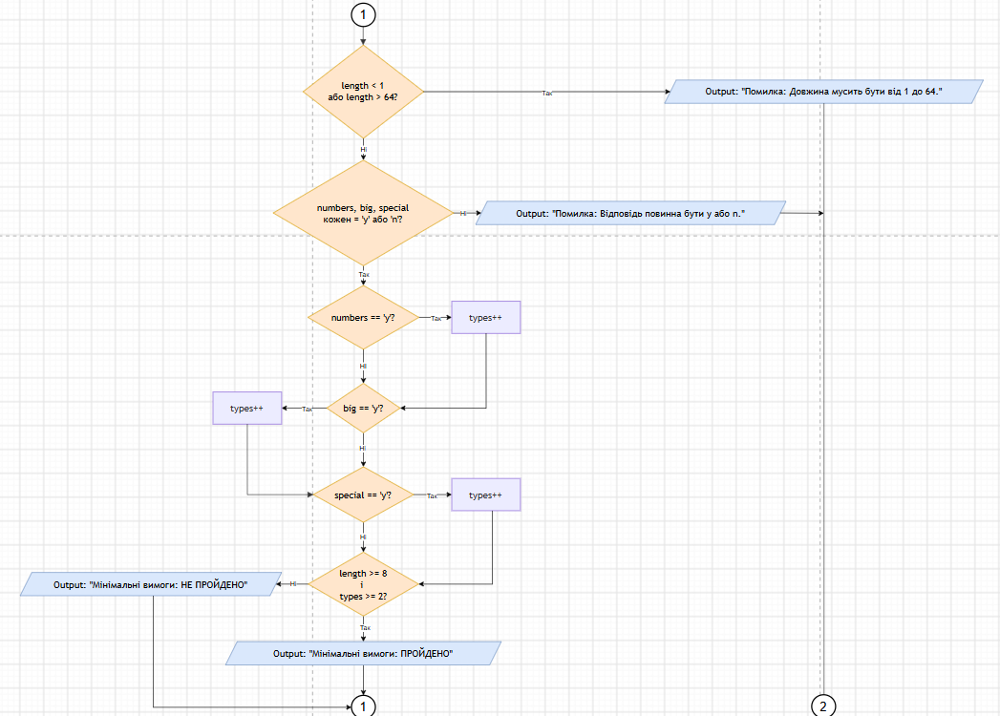 1
length < 1
або length > 64?
Так
Output: "Помилка: Довжина мусить бути від 1 до 64."
Ні
numbers, big, special
кожен = 'y' або 'n'?
Ні
Output: "Помилка: Відповідь повинна бути y або n."
Так
numbers == 'y'?
Так
types++
Ні
types++
Так
big == 'y'?
Ні
special == 'y'?
Так
types++
Ні
length >= 8
і
types >= 2?
Ні
Output: "Мінімальні вимоги: НЕ ПРОЙДЕНО"
Так
Output: "Мінімальні вимоги: ПРОЙДЕНО"
1
2